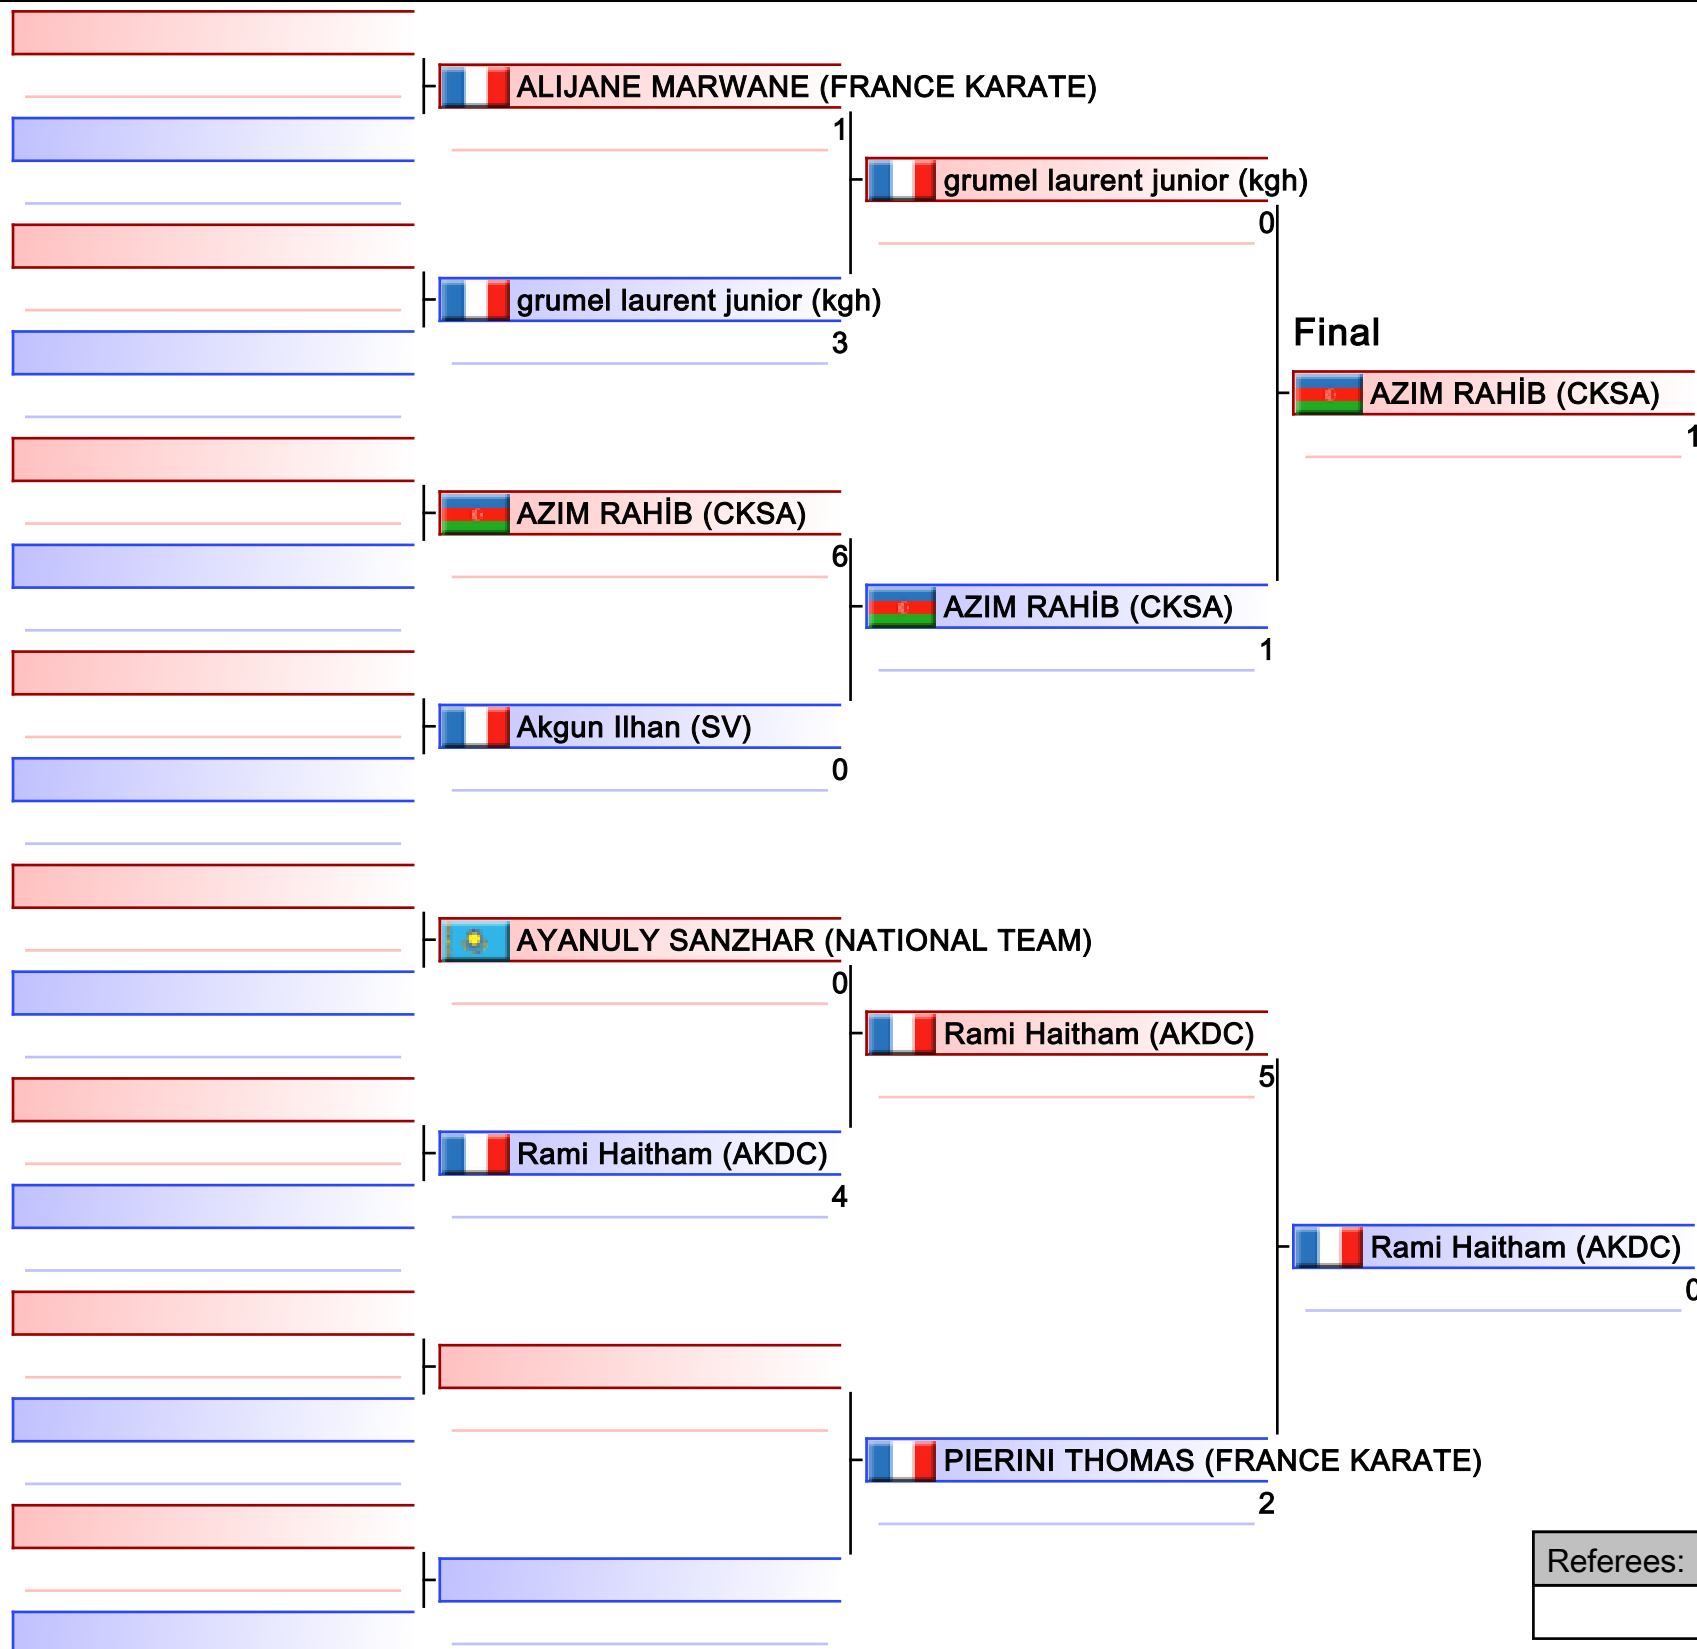 ALIJANE MARWANE (FRANCE KARATE)
1
grumel laurent junior (kgh)
0
grumel laurent junior (kgh)
3
Final
AZIM RAHİB (CKSA)
1
AZIM RAHİB (CKSA)
6
AZIM RAHİB (CKSA)
1
Akgun Ilhan (SV)
0
AYANULY SANZHAR (NATIONAL TEAM)
0
Rami Haitham (AKDC)
5
Rami Haitham (AKDC)
4
Rami Haitham (AKDC)
0
PIERINI THOMAS (FRANCE KARATE)
2
Referees: